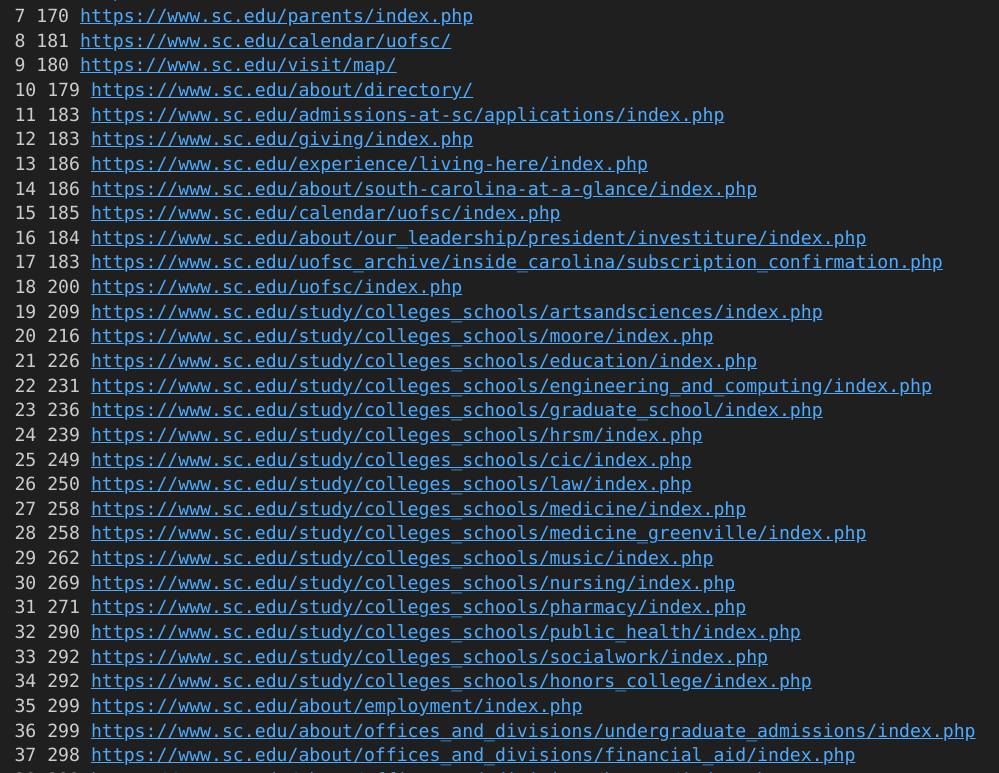 7 170 https://www.sc.edu/parents/index.php
8 181 https://www.sc.edu/calendar/uofsc/
9 180 https://www.sc.edu/visit/map/
10 179 https://www.sc.edu/about/directory/
11 183 https://www.sc.edu/admissions-at-sc/applications/index.php
12 183 https://www.sc.edu/giving/index.php
13 186 https://www.sc.edu/experience/living-here/index.php
14 186 https://www.sc.edu/about/south-carolina-at-a-glance/index.php
15 185 https://www.sc.edu/calendar/uofsc/index.php
16 184 https://www.sc.edu/about/our_leadership/president/investiture/index.php
17 183 https://www.sc.edu/uofsc_archive/inside_carolina/subscription_confirmation.php
18 200 https://www.sc.edu/uofsc/index.php
19 209 https://www.sc.edu/study/colleges_schools/artsandsciences/index.php
20 216 https://www.sc.edu/study/colleges_schools/moore/index.php
21 226 https://www.sc.edu/study/colleges_schools/education/index.php
22 231 https://www.sc.edu/study/colleges_schools/engineering_and_computing/index.php
23 236 https://www.sc.edu/study/colleges_schools/graduate_school/index.php
24 239 https://www.sc.edu/study/colleges_schools/hrsm/index.php
25 249 https://www.sc.edu/study/colleges_schools/cic/index.php
26 250 https://www.sc.edu/study/colleges_schools/law/index.php
27 258 https://www.sc.edu/study/colleges_schools/medicine/index.php
28 258 https://www.sc.edu/study/colleges_schools/medicine_greenville/index.php
29 262 https://www.sc.edu/study/colleges_schools/music/index.php
30 269 https://www.sc.edu/study/colleges_schools/nursing/index.php
31 271 https://www.sc.edu/study/colleges_schools/pharmacy/index.php
32 290 https://www.sc.edu/study/colleges_schools/public_health/index.php
33 292 https://www.sc.edu/study/colleges_schools/socialwork/index.php
34 292 https://www.sc.edu/study/colleges_schools/honors_college/index.php
35 299 https://www.sc.edu/about/employment/index.php
36 299 https://www.sc.edu/about/offices_and_divisions/undergraduate_admissions/index.php
37 298 https://www.sc.edu/about/offices_and_divisions/financial_aid/index.php